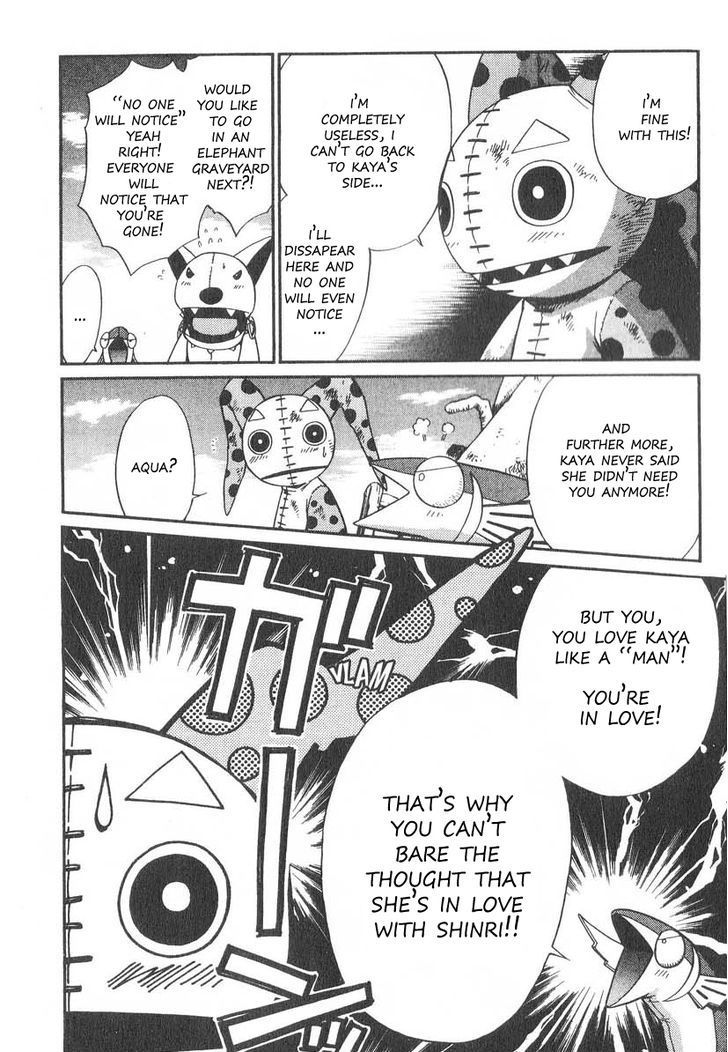 I'M
FINE
WITH THIS!
I'M
COMPLETELY
USELESS, I
CAN'T GO BACK
TO KAYA'S
SIDE...
I'LL
DISSAPEAR
HERE AND
NO ONE
WILL EVEN
NOTICE
...
WOULD
YOU LIKE
TO GO
IN AN
ELEPHANT
GRAVEYARD
NEXT?!
"NO ONE
WILL NOTICE"
YEAH
RIGHT!
EVERYONE
WILL
NOTICE THAT
YOU'RE
GONE!
...
AND
FURTHER MORE,
KAYA NEVER SAID
SHE DIDN'T NEED
YOU ANYMORE!
AQUA?
BUT YOU,
YOU LOVE KAYA
LIKE A "MAN"!
YOU'RE
IN LOVE!
ガーン
VLAM
THAT'S WHY
YOU CAN'T
BARE THE
THOUGHT THAT
SHE'S IN LOVE
WITH SHINRI!!